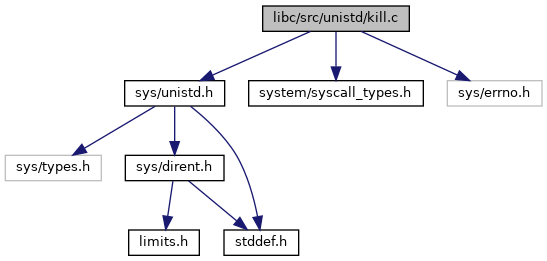 libc/src/unistd/kill.c
sys/unistd.h
system/syscall_types.h
sys/errno.h
sys/types.h
sys/dirent.h
limits.h
stddef.h